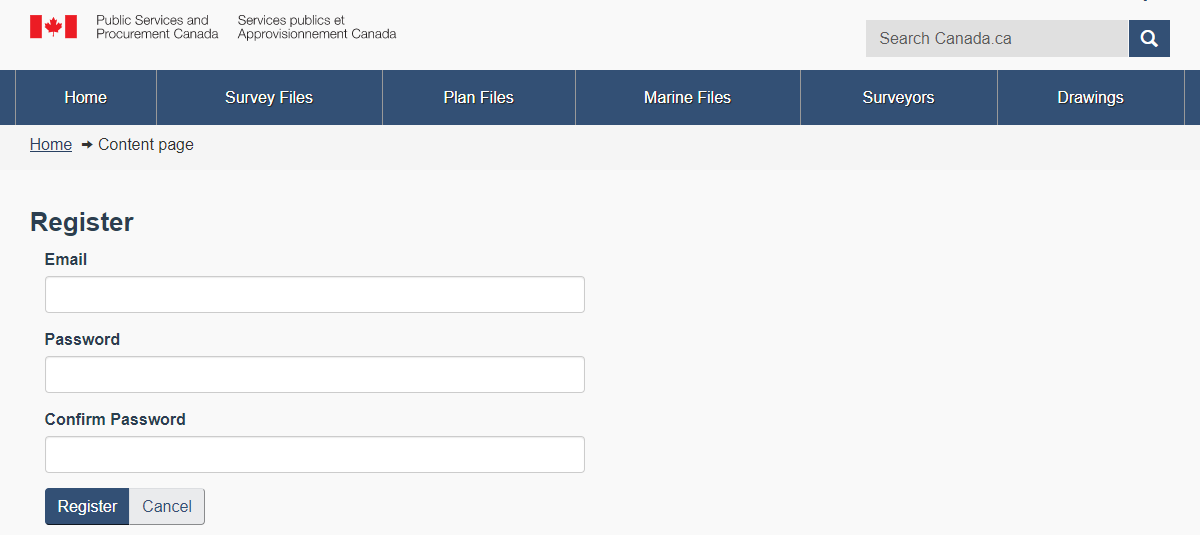 Public Services and
Procurement Canada
Services publics et
Approvisionnement Canada
Search Canada.ca
Home
Survey Files
Plan Files
Marine Files
Surveyors
Drawings
Home ➔ Content page
Register
Email
Password
Confirm Password
Register
Cancel